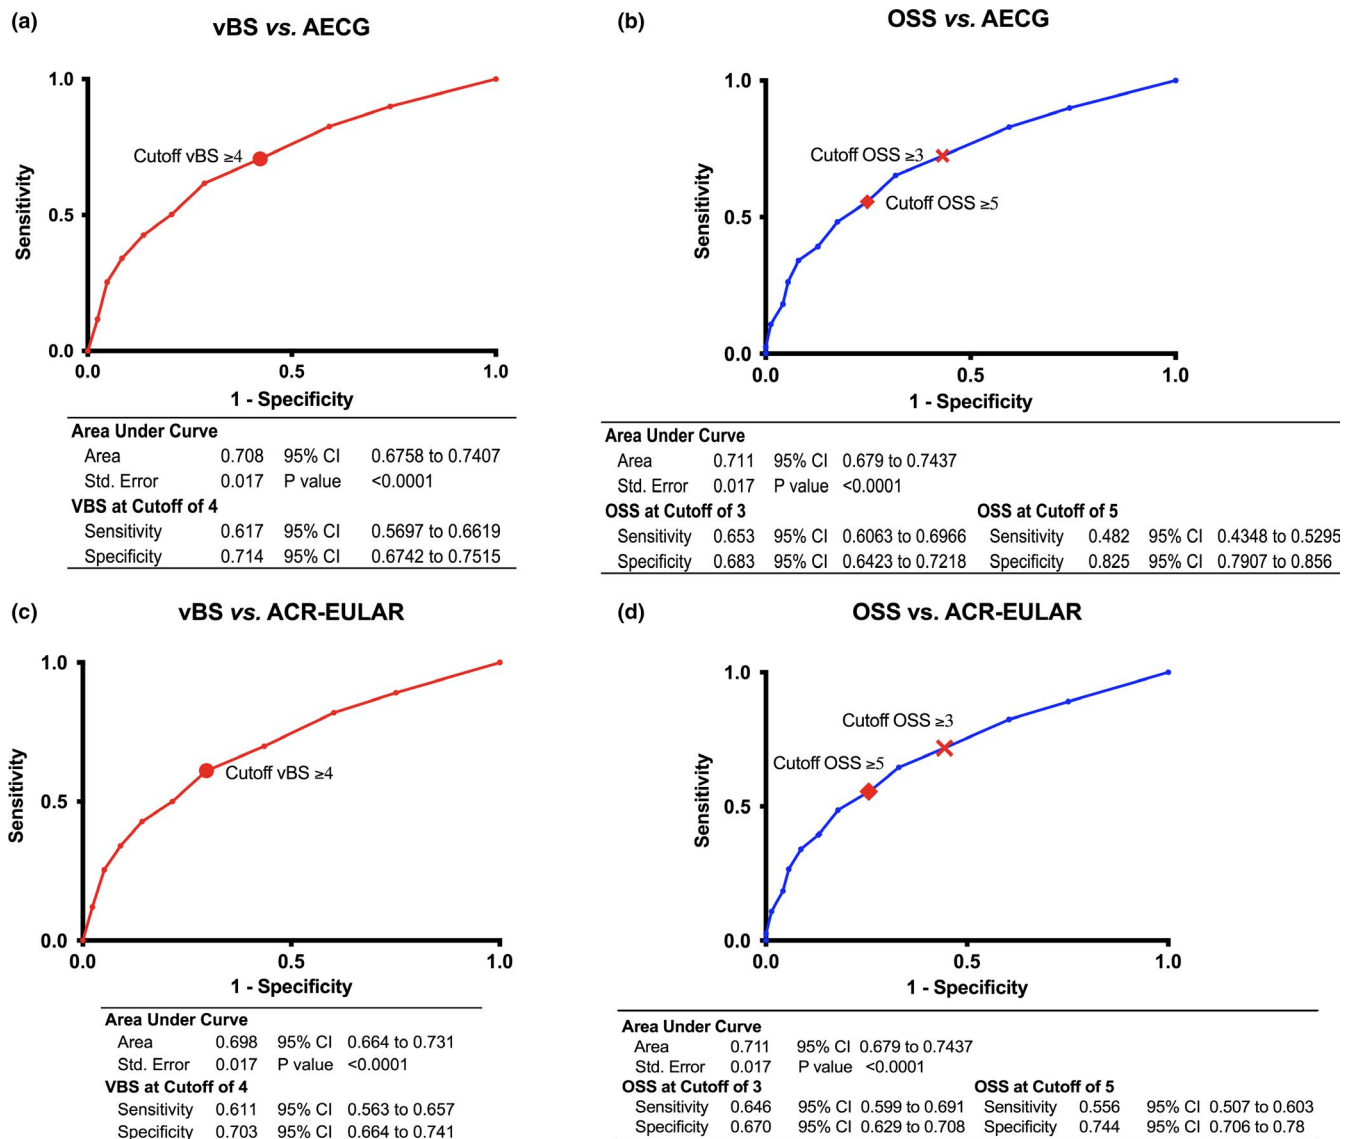 (a)
vBS vs. AECG
1.0
Cutoff vBS ≥4
0.5
0.0
0.0 0.5 1.0
Sensitivity
1 - Specificity
Area Under Curve
Area 0.708 95% CI 0.6758 to 0.7407
Std. Error 0.017 P value <0.0001
VBS at Cutoff of 4
Sensitivity 0.617 95% CI 0.5697 to 0.6619
Specificity 0.714 95% CI 0.6742 to 0.7515
(b)
OSS vs. AECG
1.0
Cutoff OSS ≥3
Cutoff OSS ≥5
0.5
0.0
0.0 0.5 1.0
Sensitivity
1 - Specificity
Area Under Curve
Area 0.711 95% CI 0.679 to 0.7437
Std. Error 0.017 P value <0.0001
OSS at Cutoff of 3 OSS at Cutoff of 5
Sensitivity 0.653 95% CI 0.6063 to 0.6966 Sensitivity 0.482 95% CI 0.4348 to 0.5295
Specificity 0.683 95% CI 0.6423 to 0.7218 Specificity 0.825 95% CI 0.7907 to 0.856
(c)
vBS vs. ACR-EULAR
1.0
Cutoff vBS ≥4
0.5
0.0
0.0 0.5 1.0
Sensitivity
1 - Specificity
Area Under Curve
Area 0.698 95% CI 0.664 to 0.731
Std. Error 0.017 P value <0.0001
VBS at Cutoff of 4
Sensitivity 0.611 95% CI 0.563 to 0.657
Specificity 0.703 95% CI 0.664 to 0.741
(d)
OSS vs. ACR-EULAR
1.0
Cutoff OSS ≥3
Cutoff OSS ≥5
0.5
0.0
0.0 0.5 1.0
Sensitivity
1 - Specificity
Area Under Curve
Area 0.711 95% CI 0.679 to 0.7437
Std. Error 0.017 P value <0.0001
OSS at Cutoff of 3 OSS at Cutoff of 5
Sensitivity 0.646 95% CI 0.599 to 0.691 Sensitivity 0.556 95% CI 0.507 to 0.603
Specificity 0.670 95% CI 0.629 to 0.708 Specificity 0.744 95% CI 0.706 to 0.78